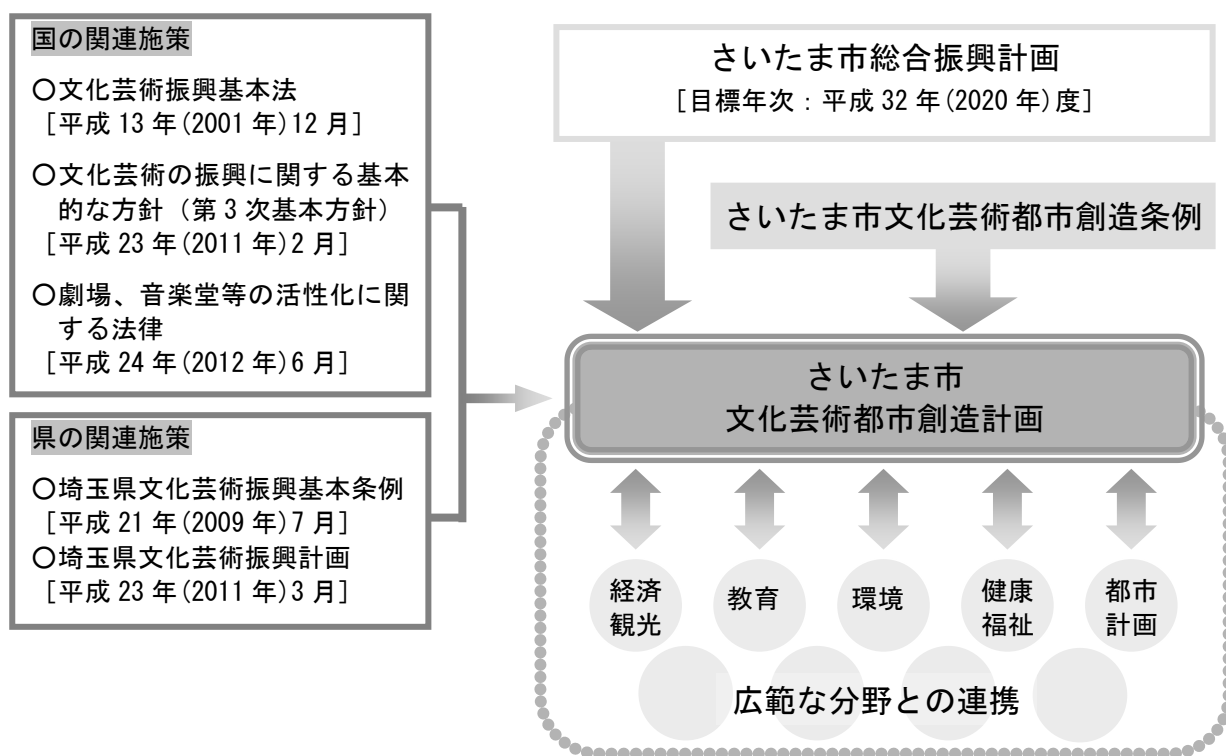 国の関連施策
○文化芸術振興基本法
[平成 13 年(2001 年)12 月]
○文化芸術の振興に関する基本
的な方針（第 3 次基本方針）
[平成 23 年(2011 年)2 月]
○劇場、音楽堂等の活性化に関
する法律
[平成 24 年(2012 年)6 月]
県の関連施策
○埼玉県文化芸術振興基本条例
[平成 21 年(2009 年)7 月]
○埼玉県文化芸術振興計画
[平成 23 年(2011 年)3 月]
さいたま市総合振興計画
[目標年次：平成 32 年(2020 年)度]
さいたま市文化芸術都市創造条例
さいたま市
文化芸術都市創造計画
経済
観光
教育
環境
健康
福祉
都市
計画
広範な分野との連携